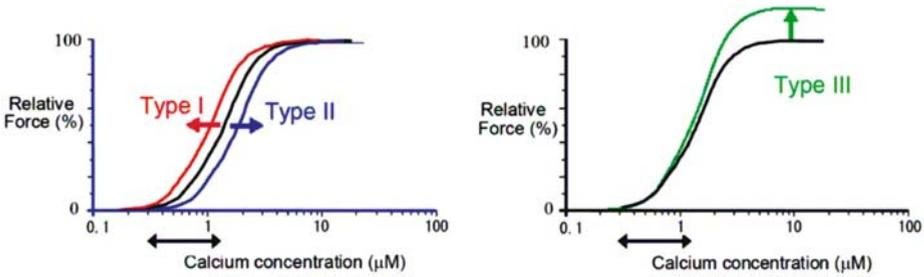 100
Relative
Force (%)
Type I
Type II
0
0.1
1
10
100
Calcium concentration (μM)
100
Relative
Force (%)
Type III
0
0.1
1
10
100
Calcium concentration (μM)